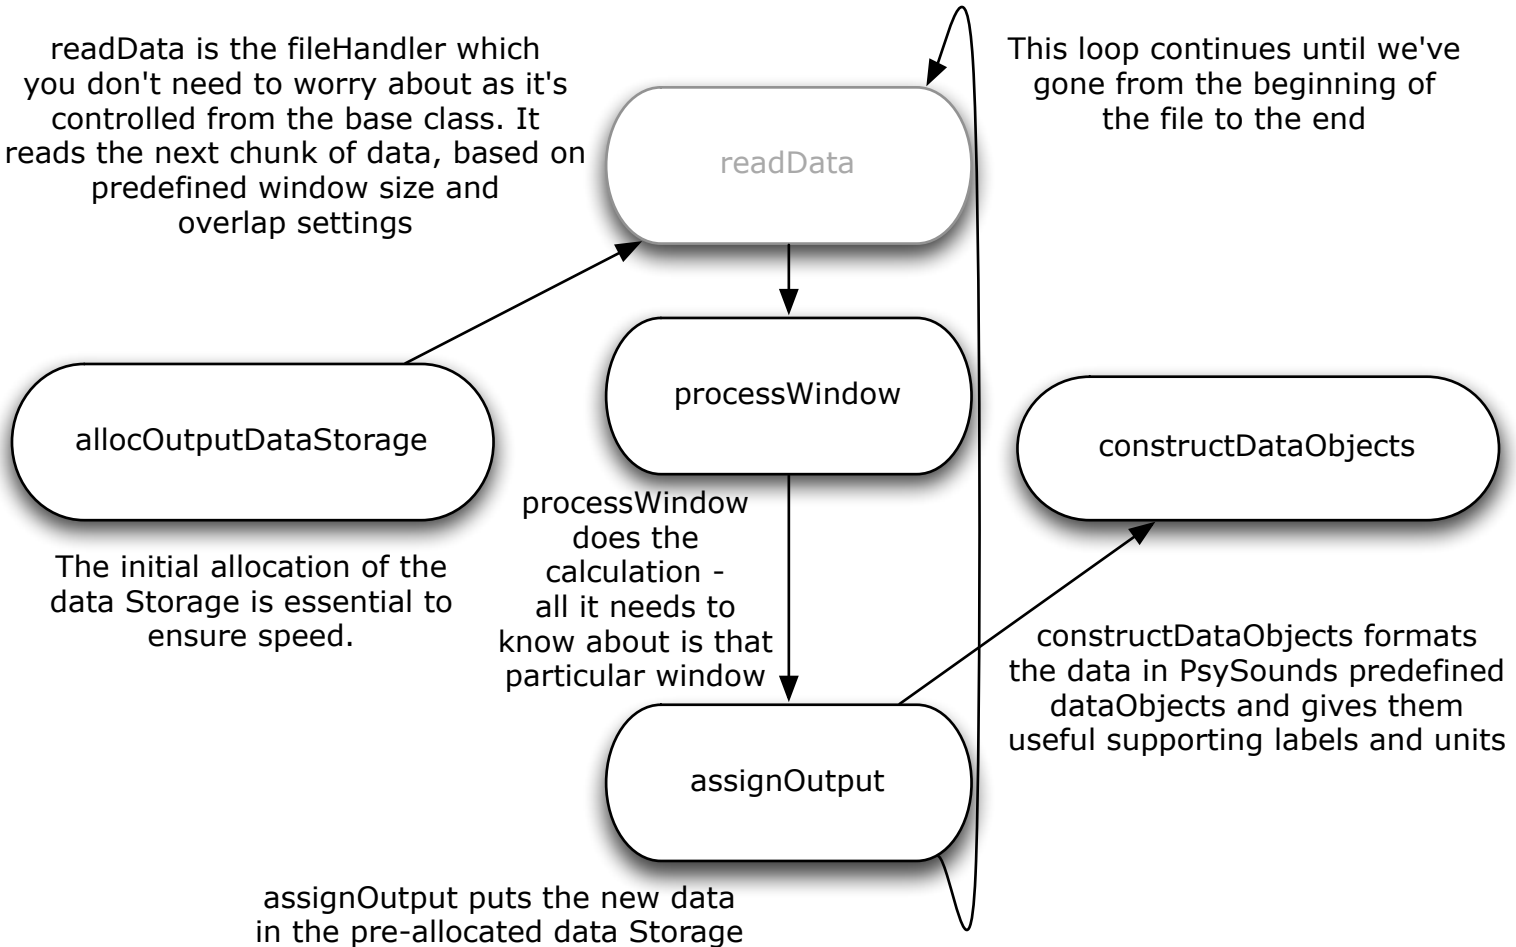 readData is the fileHandler which
you don't need to worry about as it's
controlled from the base class. It
reads the next chunk of data, based on
predefined window size and
overlap settings
This loop continues until we've
gone from the beginning of
the file to the end
readData
processWindow
allocOutputDataStorage
constructDataObjects
The initial allocation of the
data Storage is essential to
ensure speed.
processWindow
does the
calculation -
all it needs to
know about is that
particular window
constructDataObjects formats
the data in PsySounds predefined
dataObjects and gives them
useful supporting labels and units
assignOutput
assignOutput puts the new data
in the pre-allocated data Storage